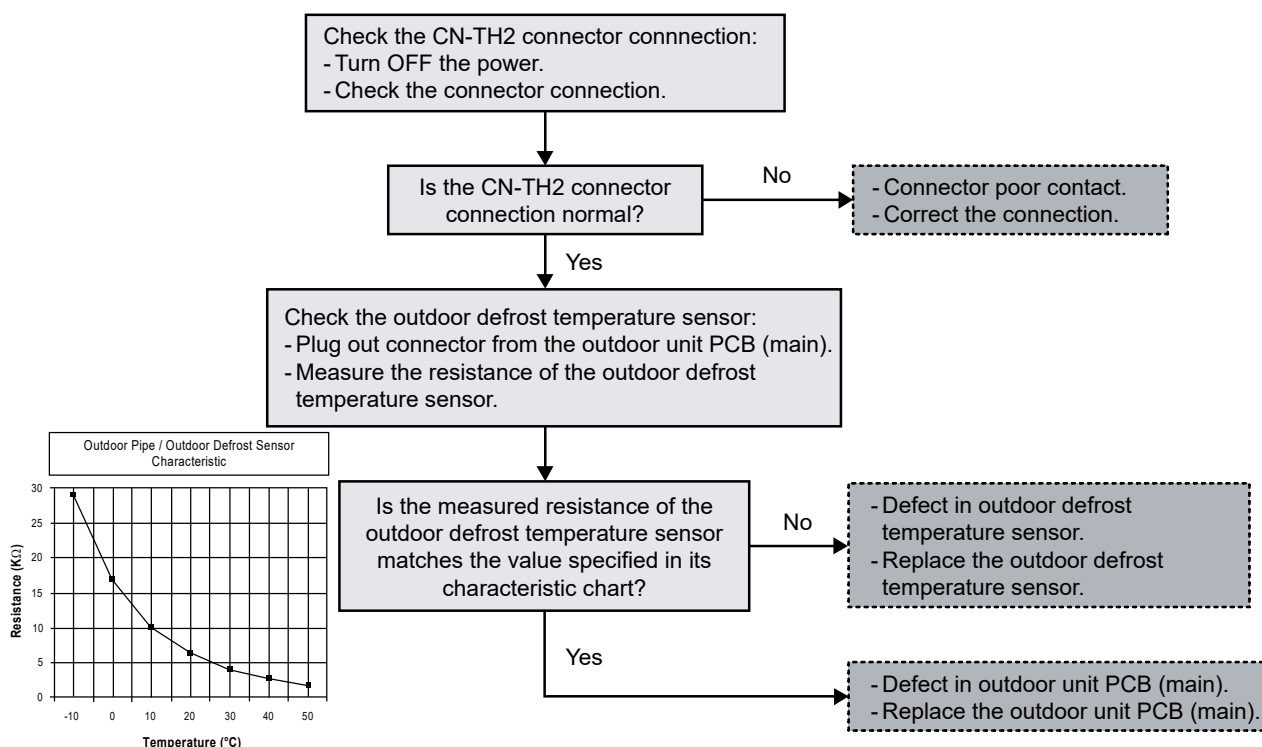 Check the CN-TH2 connector connnection:
- Turn OFF the power.
- Check the connector connection.
Is the CN-TH2 connector
connection normal?
No
- Connector poor contact.
- Correct the connection.
Yes
Check the outdoor defrost temperature sensor:
- Plug out connector from the outdoor unit PCB (main).
- Measure the resistance of the outdoor defrost
temperature sensor.
Outdoor Pipe / Outdoor Defrost Sensor
Characteristic
Resistance (KΩ)
30
25
20
15
10
5
0
-10 0 10 20 30 40 50
Temperature (°C)
Is the measured resistance of the
outdoor defrost temperature sensor
matches the value specified in its
characteristic chart?
No
- Defect in outdoor defrost
temperature sensor.
- Replace the outdoor defrost
temperature sensor.
Yes
- Defect in outdoor unit PCB (main).
- Replace the outdoor unit PCB (main).